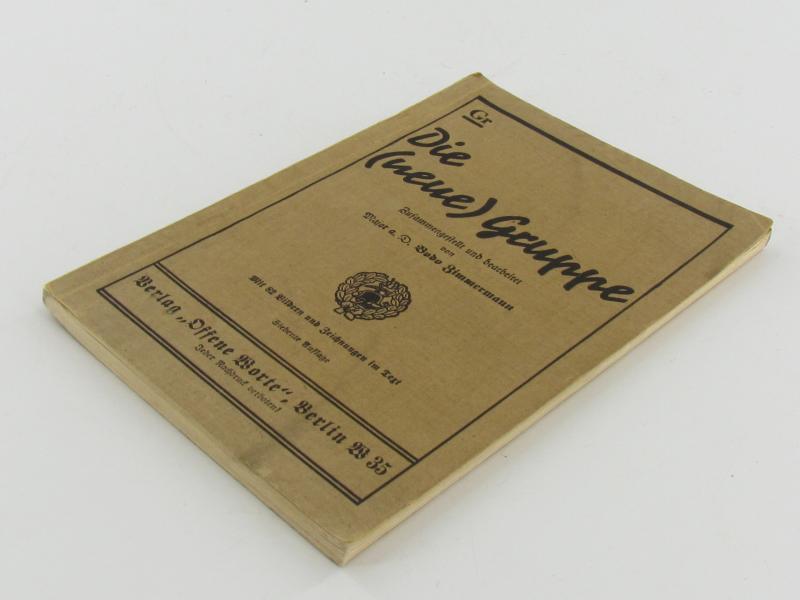 Gr
Die
(neue) Gruppe
Zusammengestellt und bearbeitet
von
Major a. D. Bodo Zimmermann
Mit 82 Bildern und Zeichnungen im Text
Siebente Auflage
Verlag „Offene Worte“, Berlin W 35
Jeder Nachdruck verboten!